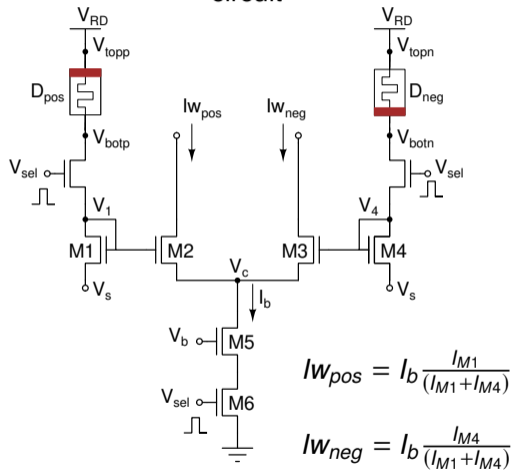 circuit
V_RD
V_RD
V_topp
V_topn
D_pos
D_neg
Iw_pos
Iw_neg
V_botp
V_botn
V_sel
V_sel
V_1
V_4
M1
M2
M3
M4
V_s
V_c
V_s
I_b
V_b
M5
V_sel
M6
Iw_pos = I_b I_M1/(I_M1+I_M4)
Iw_neg = I_b I_M4/(I_M1+I_M4)